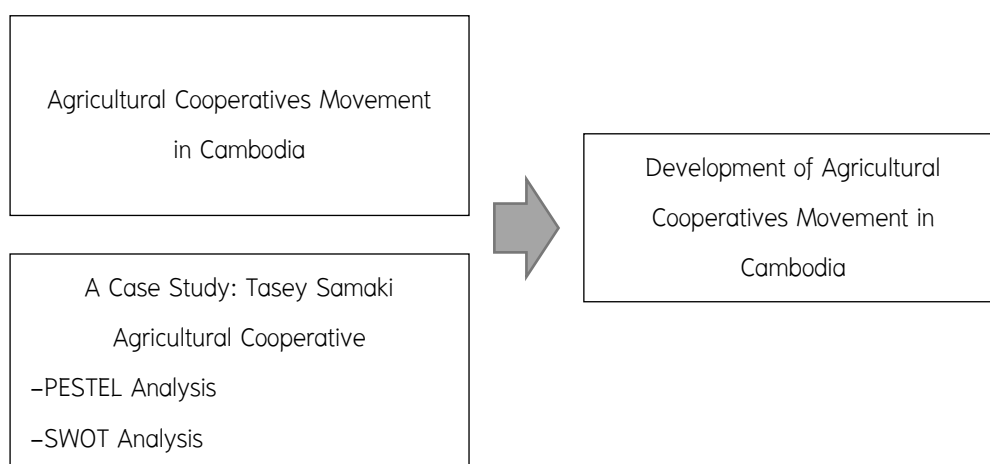 Agricultural Cooperatives Movement
in Cambodia
A Case Study: Tasey Samaki
Agricultural Cooperative
–PESTEL Analysis
–SWOT Analysis
Development of Agricultural
Cooperatives Movement in
Cambodia